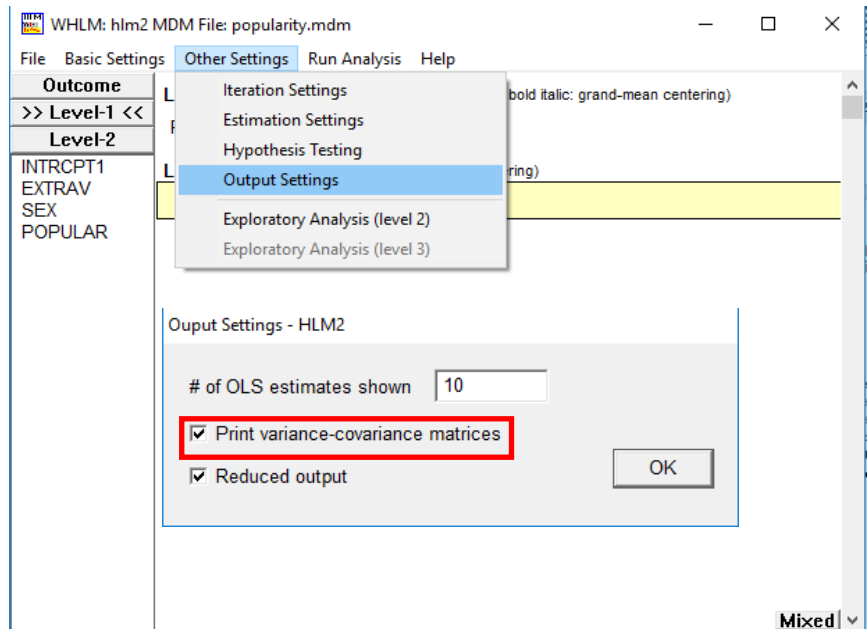 WHLM: hlm2 MDM File: popularity.mdm
File Basic Settings Other Settings Run Analysis Help
Outcome
>> Level-1 <<
Level-2
INTRCPT1
EXTRAV
SEX
POPULAR
L
bold italic: grand-mean centering)
L
ring)
Iteration Settings
Estimation Settings
Hypothesis Testing
Output Settings
Exploratory Analysis (level 2)
Exploratory Analysis (level 3)
Ouput Settings - HLM2
# of OLS estimates shown 10
Print variance-covariance matrices
Reduced output
OK
Mixed